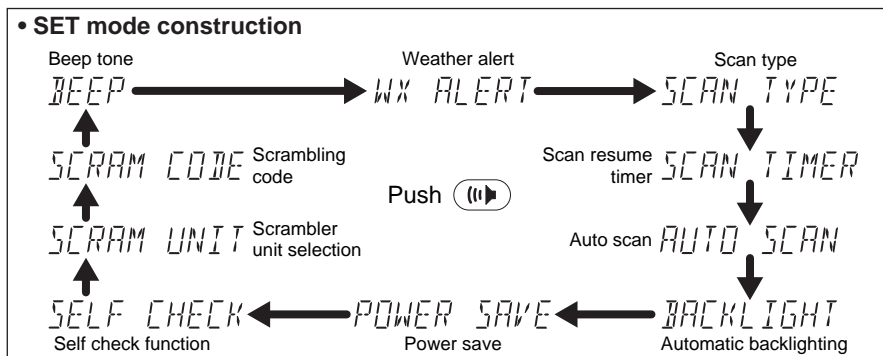 • SET mode construction
Beep tone Weather alert Scan type
BEEP WX ALERT SCAN TYPE
SCRAM CODE Scrambling code
Scan resume timer SCAN TIMER
Push
SCRAM UNIT Scrambler unit selection
Auto scan AUTO SCAN
SELF CHECK POWER SAVE BACKLIGHT
Self check function Power save Automatic backlighting